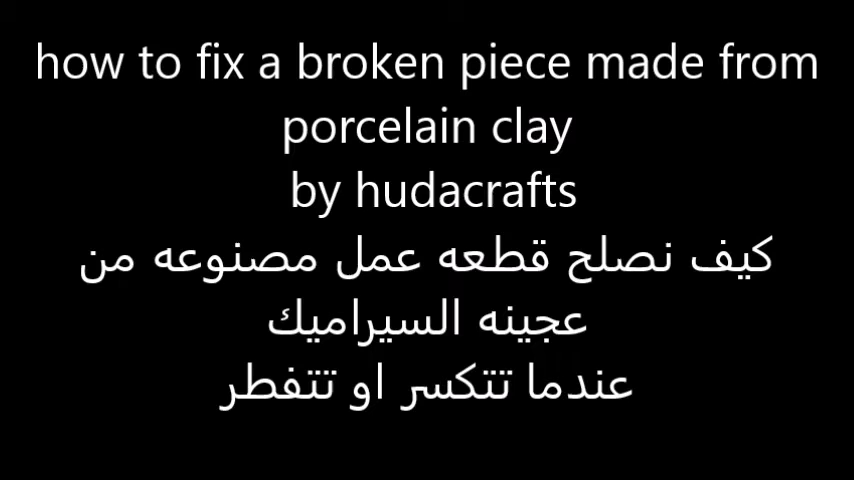 how to fix a broken piece made from
porcelain clay
by hudacrafts
كيف نصلح قطعه عمل مصنوعه من
عجينه السيراميك
عندما تتكسر او تتفطر